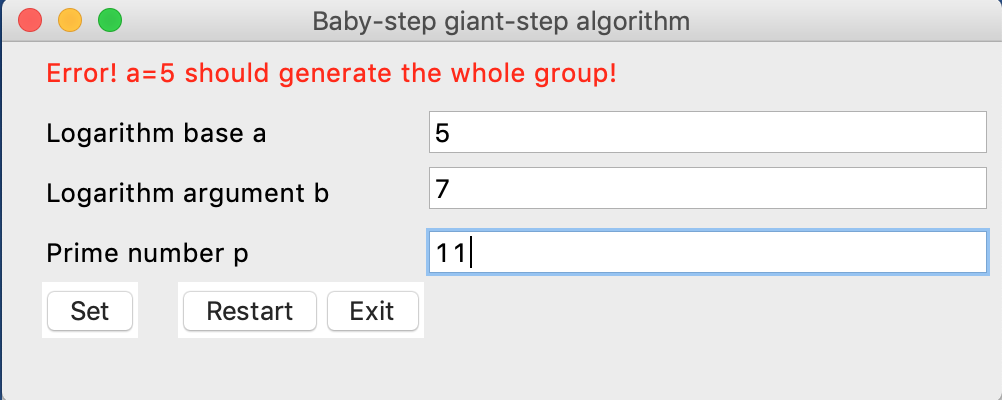 Baby-step giant-step algorithm
Error! a=5 should generate the whole group!
Logarithm base a 5
Logarithm argument b 7
Prime number p 11
Set Restart Exit